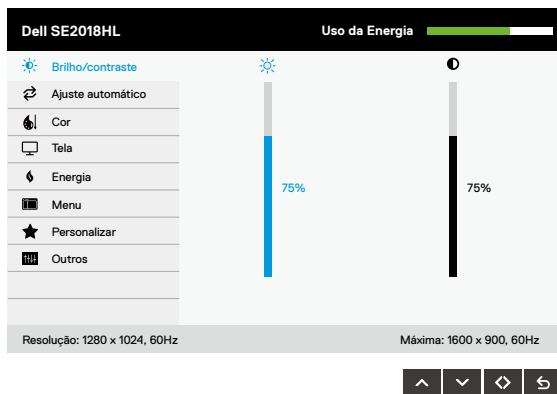 Dell SE2018HL Uso da Energia
Brilho/contraste
Ajuste automático
Cor
Tela
Energia
75% 75%
Menu
Personalizar
Outros
Resolução: 1280 x 1024, 60Hz Máxima: 1600 x 900, 60Hz